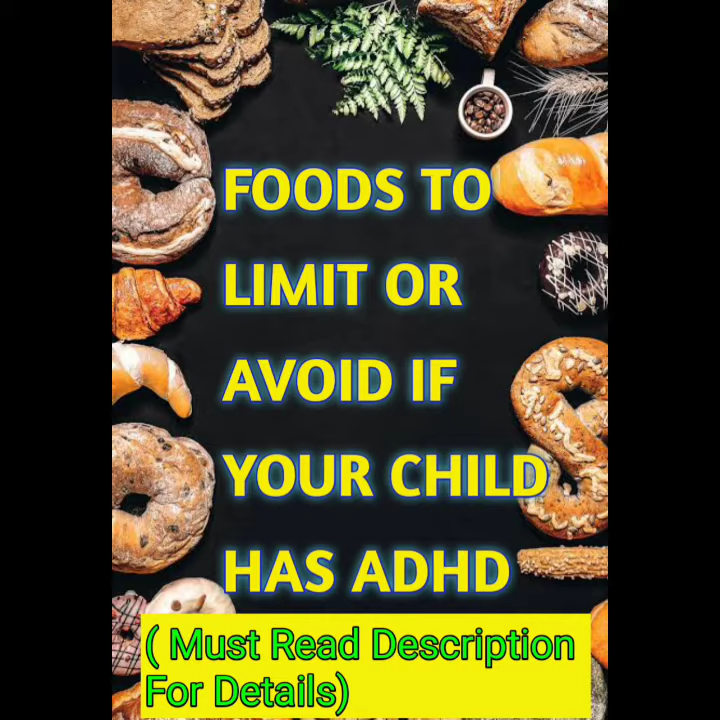 FOODS TO
LIMIT OR
AVOID IF
YOUR CHILD
HAS ADHD
( Must Read Description
For Details)